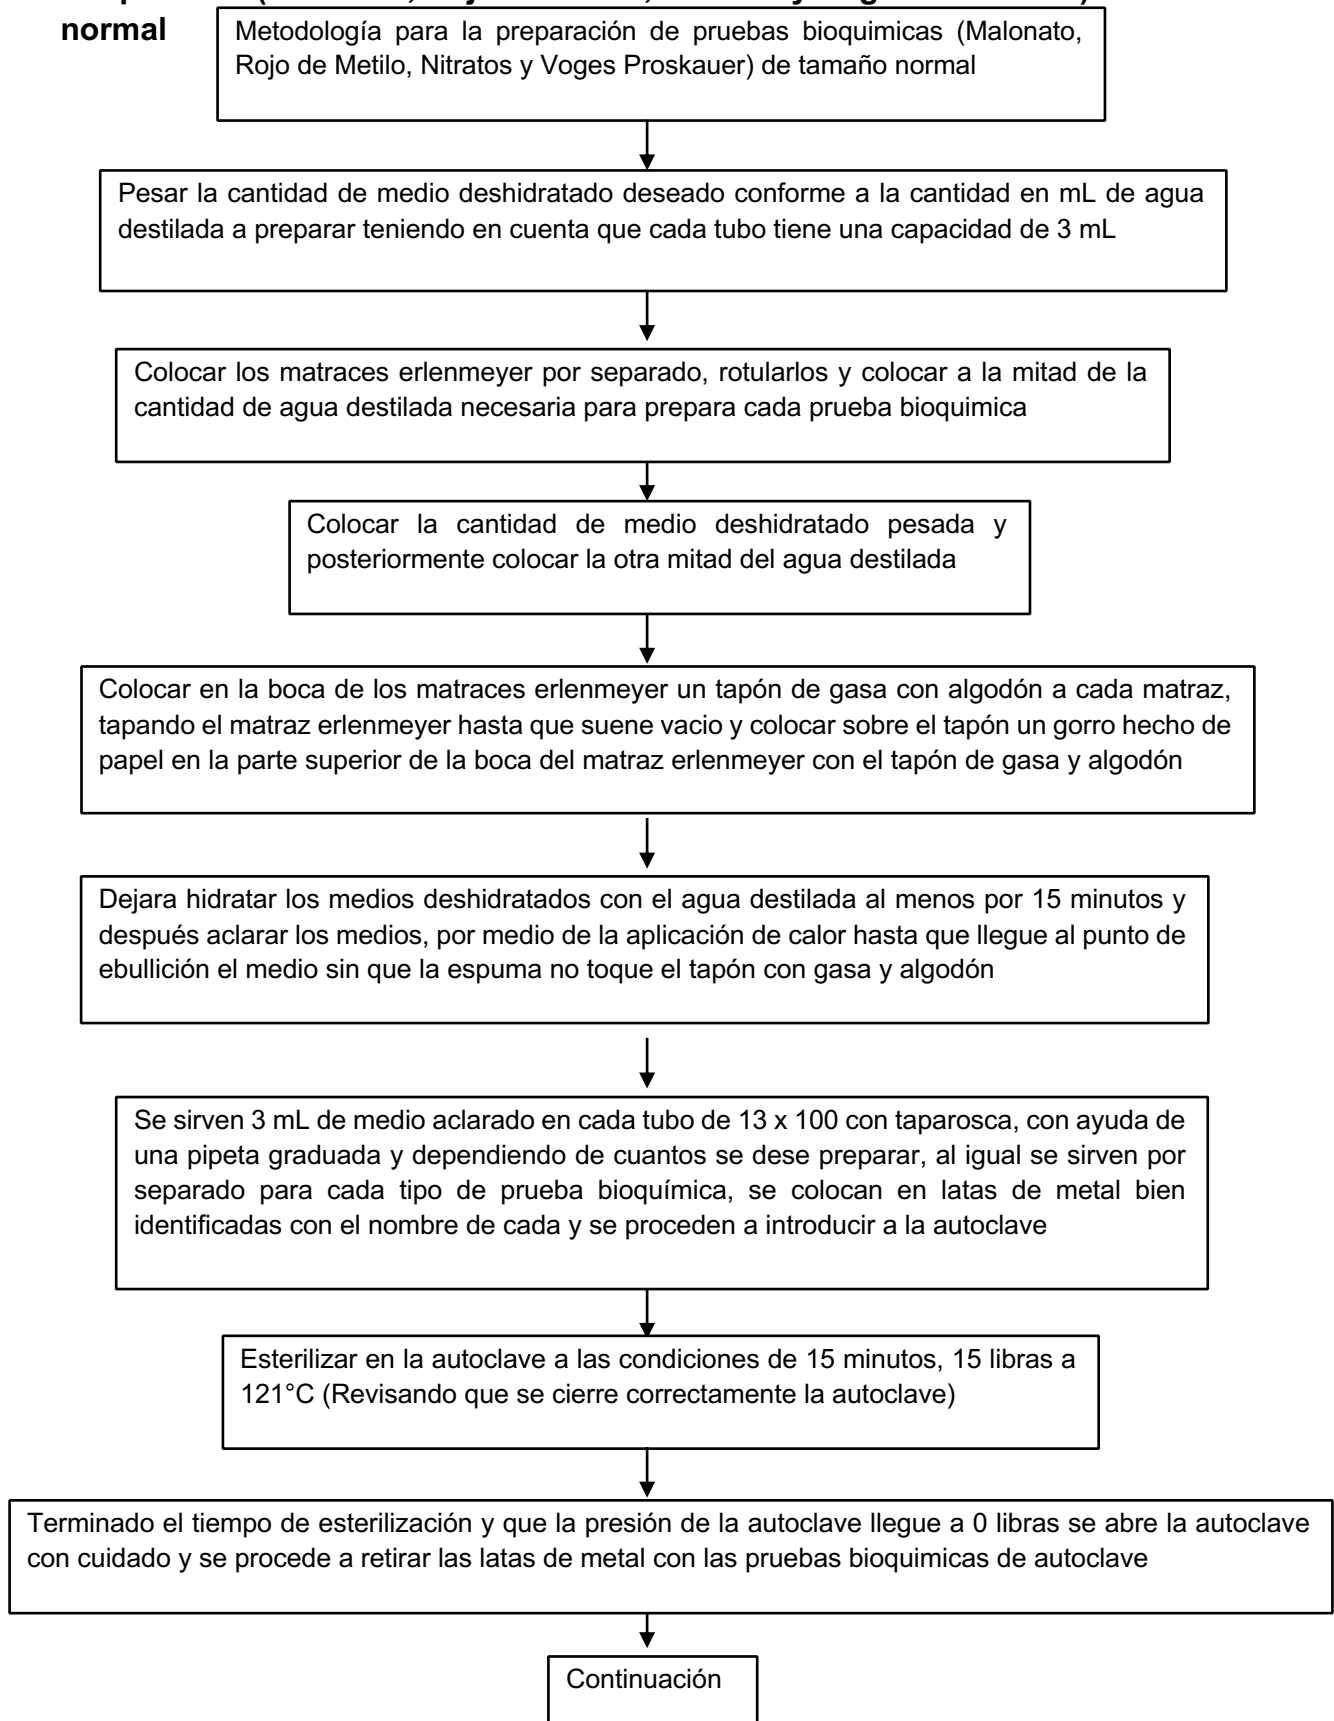 normal
Metodología para la preparación de pruebas bioquimicas (Malonato,
Rojo de Metilo, Nitratos y Voges Proskauer) de tamaño normal
Pesar la cantidad de medio deshidratado deseado conforme a la cantidad en mL de agua
destilada a preparar teniendo en cuenta que cada tubo tiene una capacidad de 3 mL
Colocar los matraces erlenmeyer por separado, rotularlos y colocar a la mitad de la
cantidad de agua destilada necesaria para prepara cada prueba bioquimica
Colocar la cantidad de medio deshidratado pesada y
posteriormente colocar la otra mitad del agua destilada
Colocar en la boca de los matraces erlenmeyer un tapón de gasa con algodón a cada matraz,
tapando el matraz erlenmeyer hasta que suene vacio y colocar sobre el tapón un gorro hecho de
papel en la parte superior de la boca del matraz erlenmeyer con el tapón de gasa y algodón
Dejara hidratar los medios deshidratados con el agua destilada al menos por 15 minutos y
después aclarar los medios, por medio de la aplicación de calor hasta que llegue al punto de
ebullición el medio sin que la espuma no toque el tapón con gasa y algodón
Se sirven 3 mL de medio aclarado en cada tubo de 13 x 100 con taparosca, con ayuda de
una pipeta graduada y dependiendo de cuantos se dese preparar, al igual se sirven por
separado para cada tipo de prueba bioquímica, se colocan en latas de metal bien
identificadas con el nombre de cada y se proceden a introducir a la autoclave
Esterilizar en la autoclave a las condiciones de 15 minutos, 15 libras a
121°C (Revisando que se cierre correctamente la autoclave)
Terminado el tiempo de esterilización y que la presión de la autoclave llegue a 0 libras se abre la autoclave
con cuidado y se procede a retirar las latas de metal con las pruebas bioquimicas de autoclave
Continuación